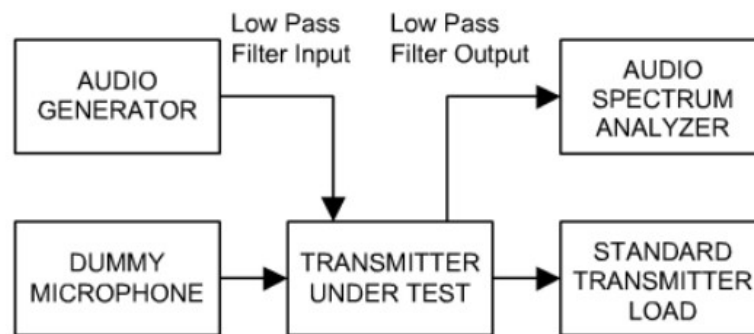 Low Pass
Filter Input
Low Pass
Filter Output
AUDIO
GENERATOR
AUDIO
SPECTRUM
ANALYZER
DUMMY
MICROPHONE
TRANSMITTER
UNDER TEST
STANDARD
TRANSMITTER
LOAD